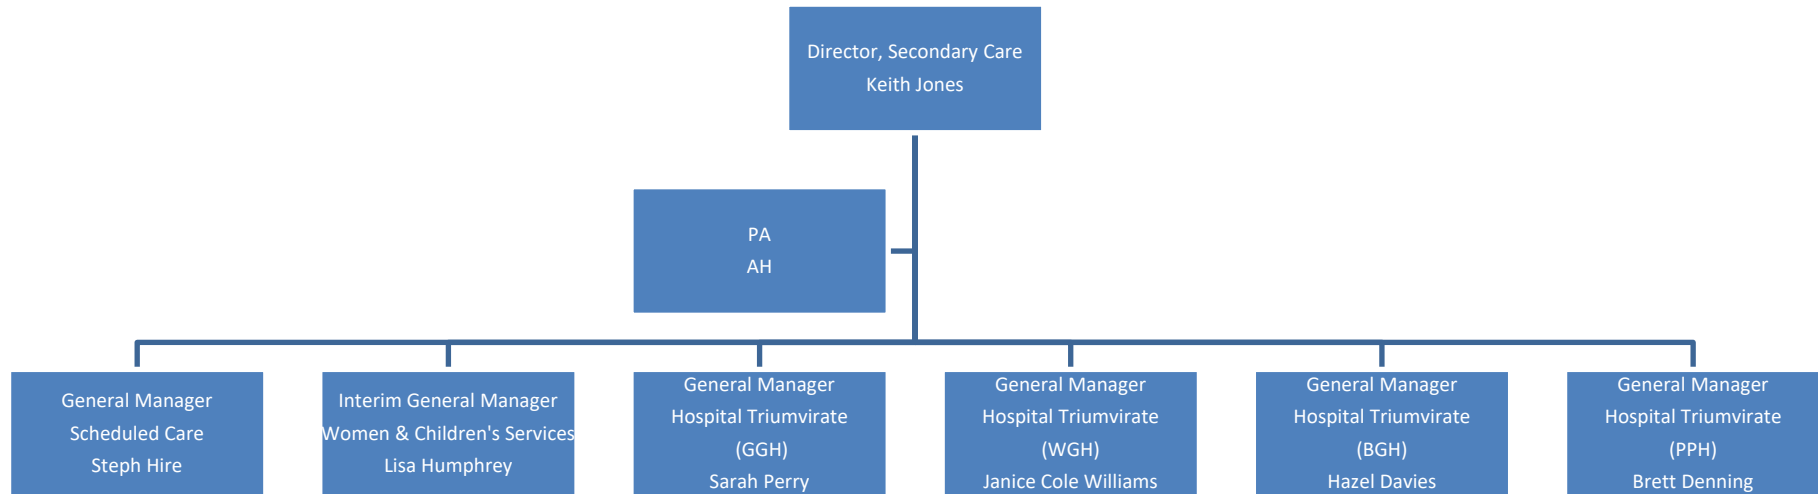 Director, Secondary Care
Keith Jones
PA
AH
General Manager
Scheduled Care
Steph Hire
Interim General Manager
Women & Children's Services
Lisa Humphrey
General Manager
Hospital Triumvirate
(GGH)
Sarah Perry
General Manager
Hospital Triumvirate
(WGH)
Janice Cole Williams
General Manager
Hospital Triumvirate
(BGH)
Hazel Davies
General Manager
Hospital Triumvirate
(PPH)
Brett Denning